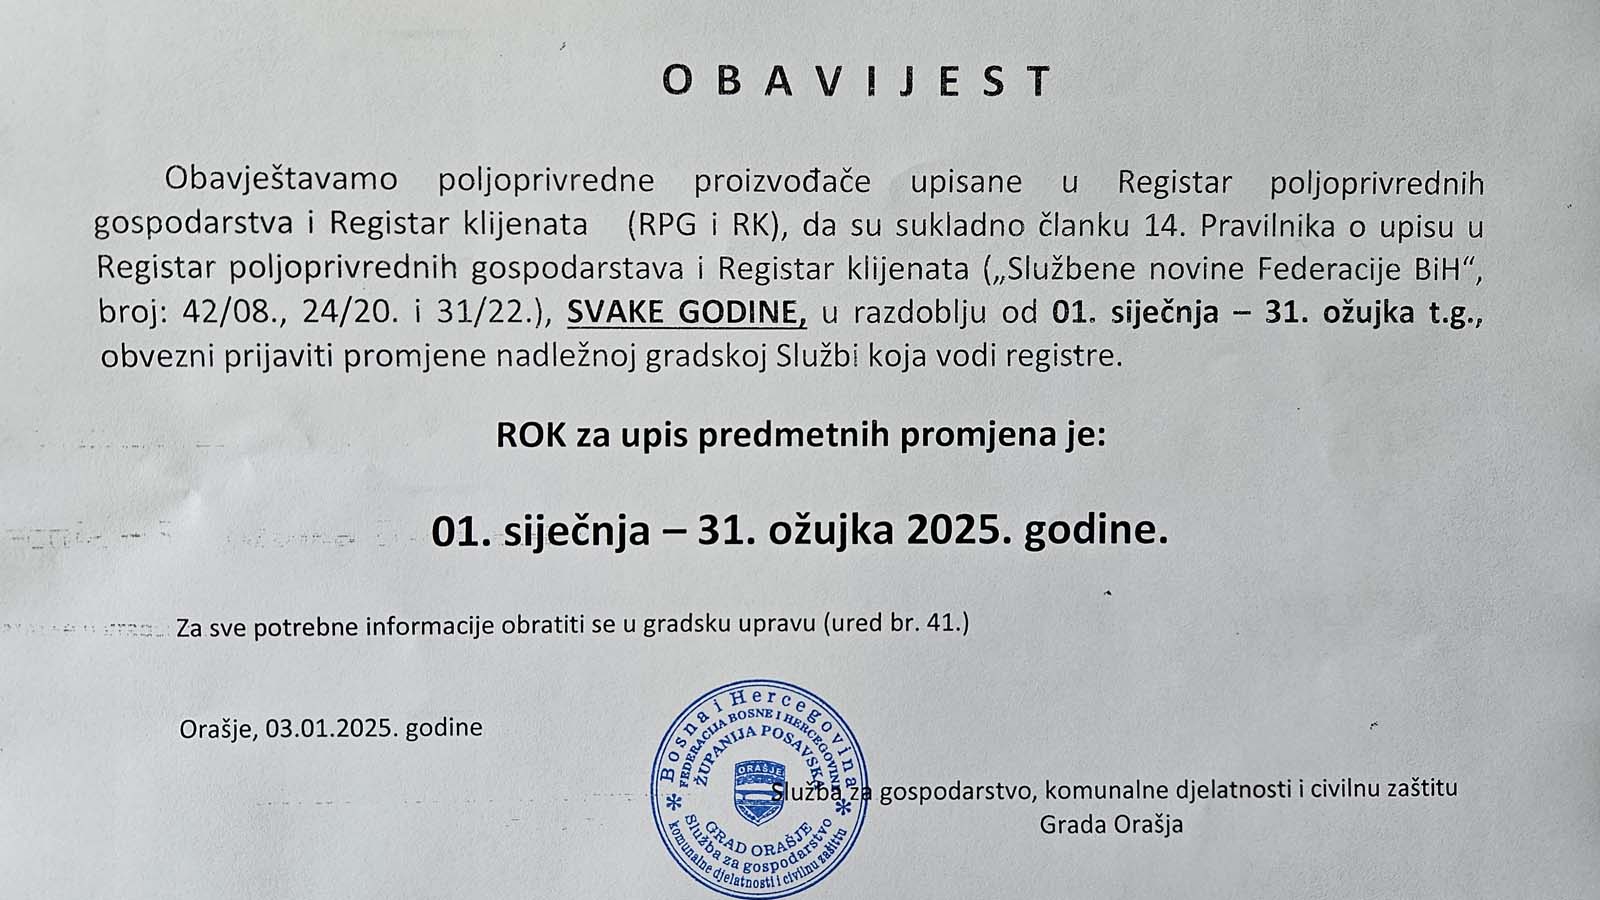 OBAVIJEST
Obavještavamo poljoprivredne proizvođače upisane u Registar poljoprivrednih
gospodarstva i Registar klijenata (RPG i RK), da su sukladno članku 14. Pravilnika o upisu u
Registar poljoprivrednih gospodarstava i Registar klijenata („Službene novine Federacije BiH“,
broj: 42/08., 24/20. i 31/22.), SVAKE GODINE, u razdoblju od 01. siječnja – 31. ožujka t.g.,
obvezni prijaviti promjene nadležnoj gradskoj Službi koja vodi registre.
ROK za upis predmetnih promjena je:
01. siječnja – 31. ožujka 2025. godine.
Za sve potrebne informacije obratiti se u gradsku upravu (ured br. 41.)
Orašje, 03.01.2025. godine
Bosna i Hercegovina
FEDERACIJA BOSNE I HERCEGOVINE
ŽUPANIJA POSAVSKA
ORAŠJE
GRAD ORAŠJE
Služba za gospodarstvo
komunalne djelatnosti i civilnu zaštitu
Služba za gospodarstvo, komunalne djelatnosti i civilnu zaštitu
Grada Orašja